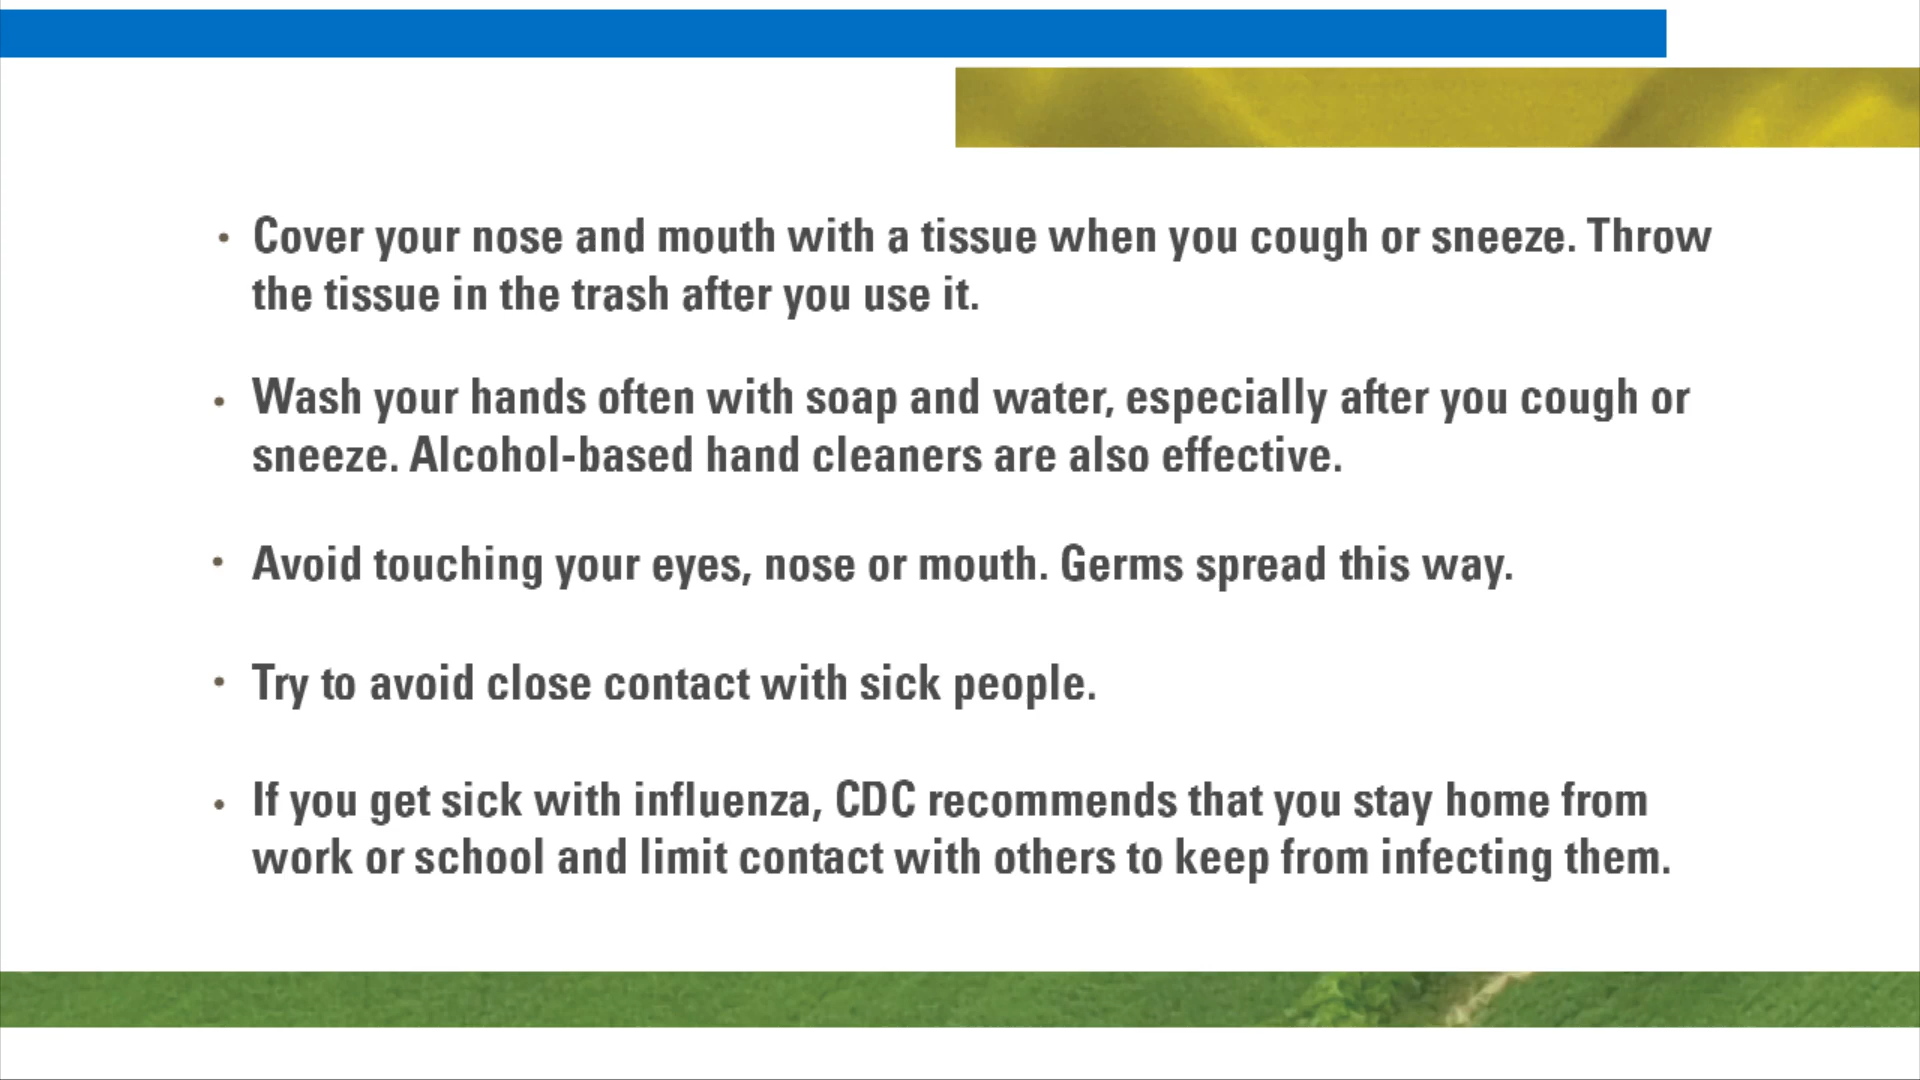 • Cover your nose and mouth with a tissue when you cough or sneeze. Throw
the tissue in the trash after you use it.
• Wash your hands often with soap and water, especially after you cough or
sneeze. Alcohol-based hand cleaners are also effective.
• Avoid touching your eyes, nose or mouth. Germs spread this way.
• Try to avoid close contact with sick people.
• If you get sick with influenza, CDC recommends that you stay home from
work or school and limit contact with others to keep from infecting them.